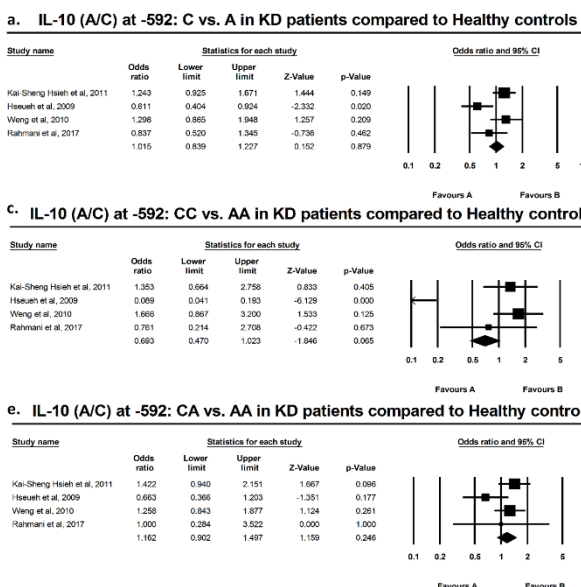 a. IL-10 (A/C) at -592: C vs. A in KD patients compared to Healthy controls
Study name Statistics for each study Odds ratio and 95% CI
Odds ratio Lower limit Upper limit Z-Value p-Value
Kai-Sheng Hsieh et al, 2011 1.243 0.925 1.671 1.444 0.149
Hseueh et al, 2009 0.611 0.404 0.924 -2.332 0.020
Weng et al, 2010 1.298 0.865 1.948 1.257 0.209
Rahmani et al, 2017 0.837 0.520 1.345 -0.736 0.462
1.015 0.839 1.227 0.152 0.879
0.1 0.2 0.5 1 2 5 1
Favours A Favours B
c. IL-10 (A/C) at -592: CC vs. AA in KD patients compared to Healthy control
Study name Statistics for each study Odds ratio and 95% CI
Odds ratio Lower limit Upper limit Z-Value p-Value
Kai-Sheng Hsieh et al, 2011 1.353 0.664 2.758 0.833 0.405
Hseueh et al, 2009 0.089 0.041 0.193 -6.129 0.000
Weng et al, 2010 1.666 0.867 3.200 1.533 0.125
Rahmani et al, 2017 0.761 0.214 2.708 -0.422 0.673
0.693 0.470 1.023 -1.846 0.065
0.1 0.2 0.5 1 2 5
Favours A Favours B
e. IL-10 (A/C) at -592: CA vs. AA in KD patients compared to Healthy contro
Study name Statistics for each study Odds ratio and 95% CI
Odds ratio Lower limit Upper limit Z-Value p-Value
Kai-Sheng Hsieh et al, 2011 1.422 0.940 2.151 1.667 0.096
Hseueh et al, 2009 0.663 0.366 1.203 -1.351 0.177
Weng et al, 2010 1.258 0.843 1.877 1.124 0.261
Rahmani et al, 2017 1.000 0.284 3.522 0.000 1.000
1.162 0.902 1.497 1.159 0.246
0.1 0.2 0.5 1 2 5
Favours A Favours B